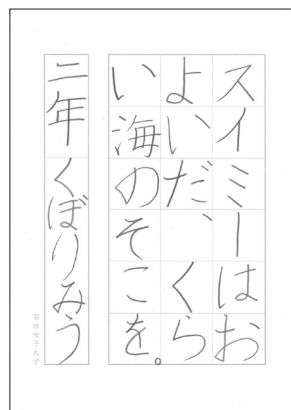 スイミーはお
よいだ、くら
い海のそこを。
二年 くぼりみう
安田女子大学